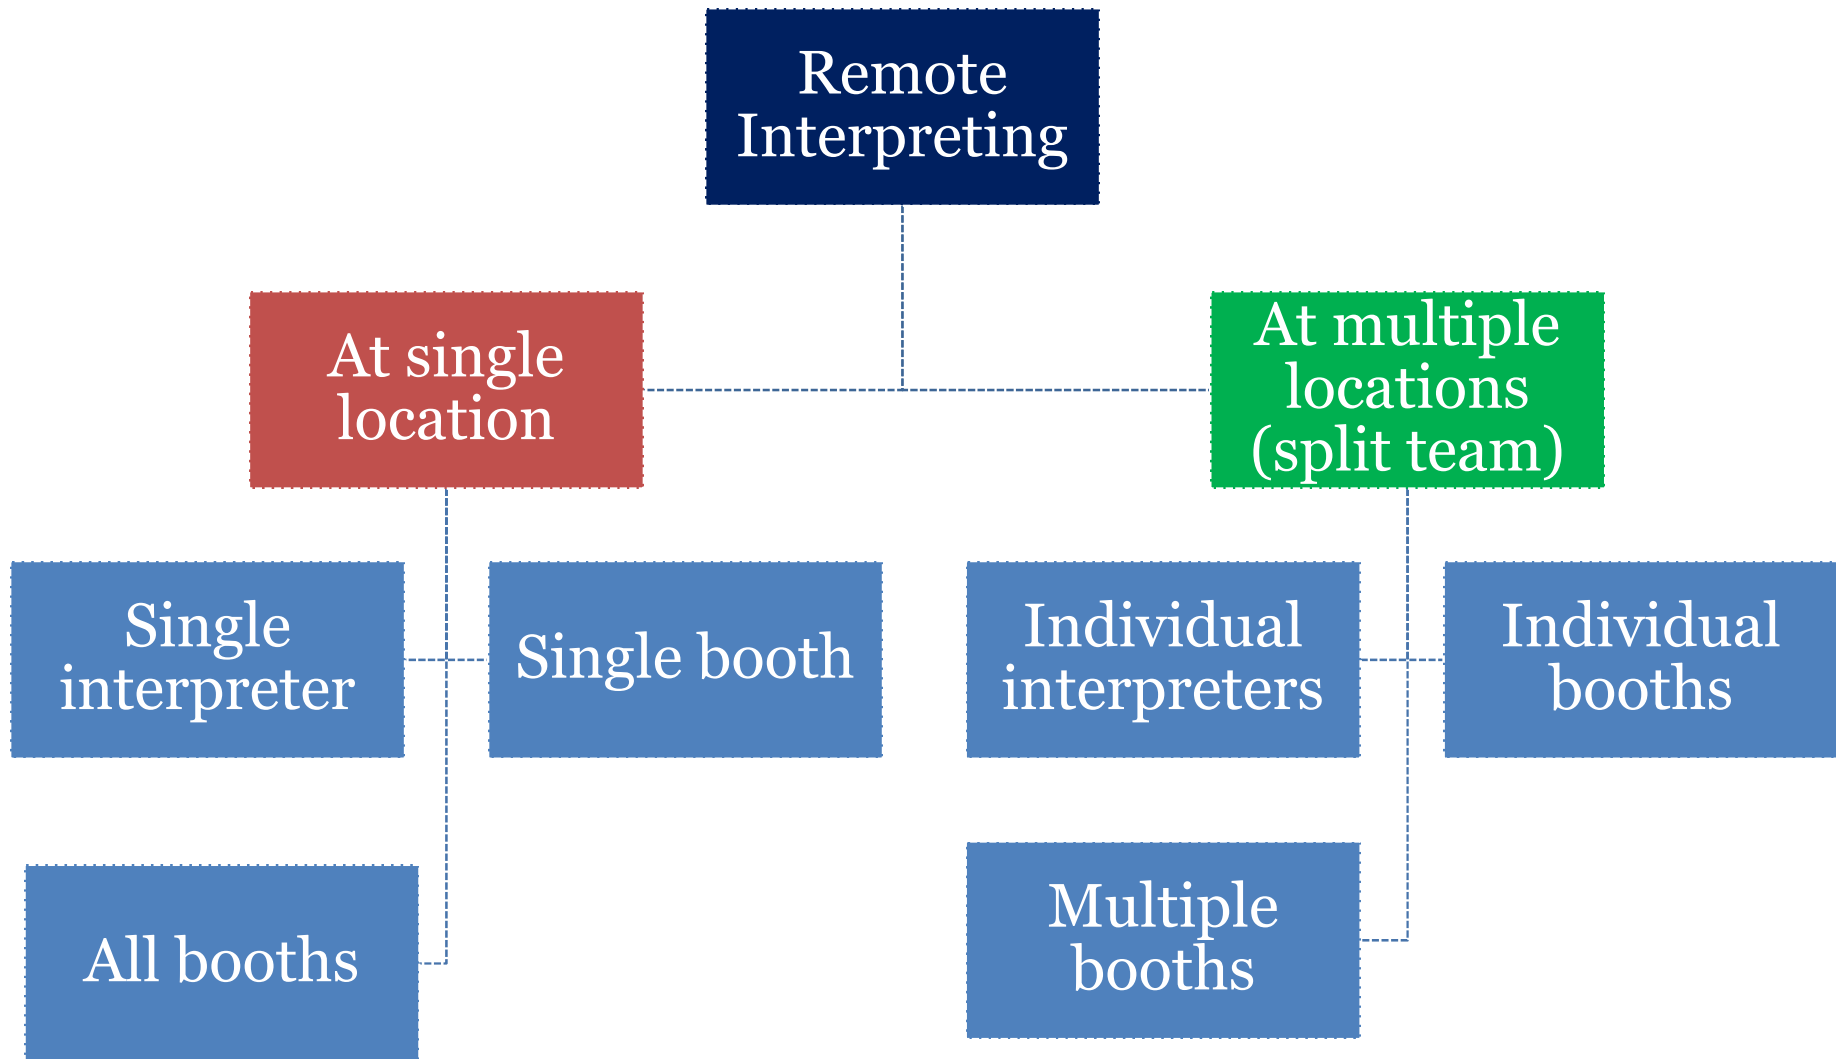 Remote
Interpreting
At single
location
At multiple
locations
(split team)
Single
interpreter
Single booth
Individual
interpreters
Individual
booths
All booths
Multiple
booths